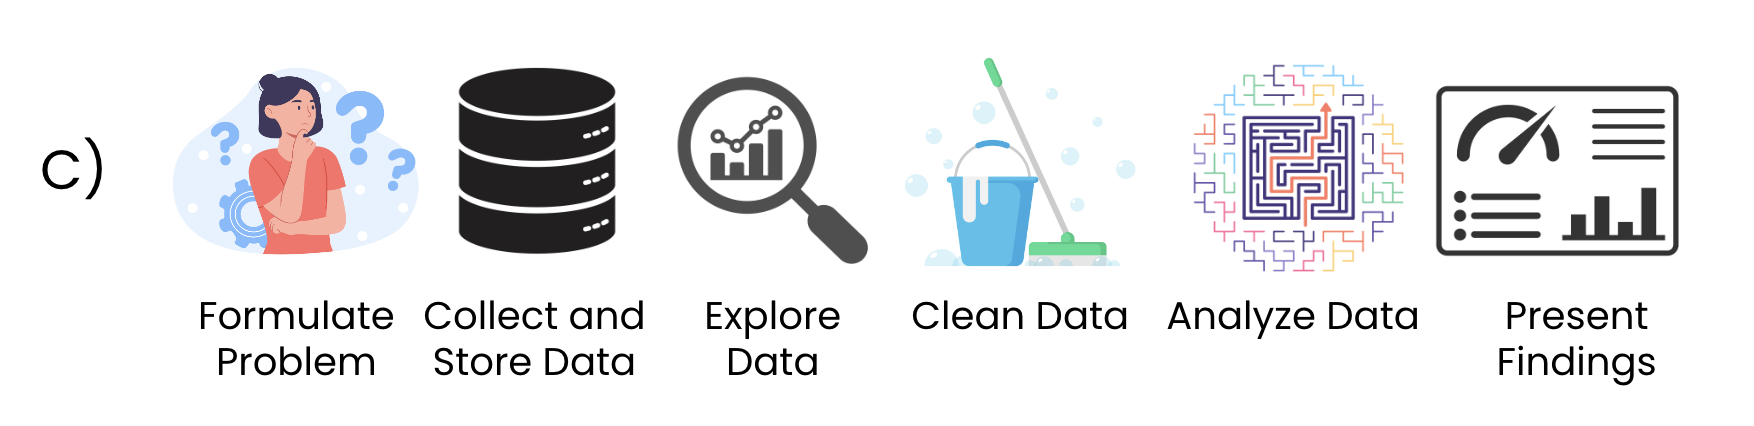 C)
Formulate
Problem
Collect and
Store Data
Explore
Data
Clean Data
Analyze Data
Present
Findings